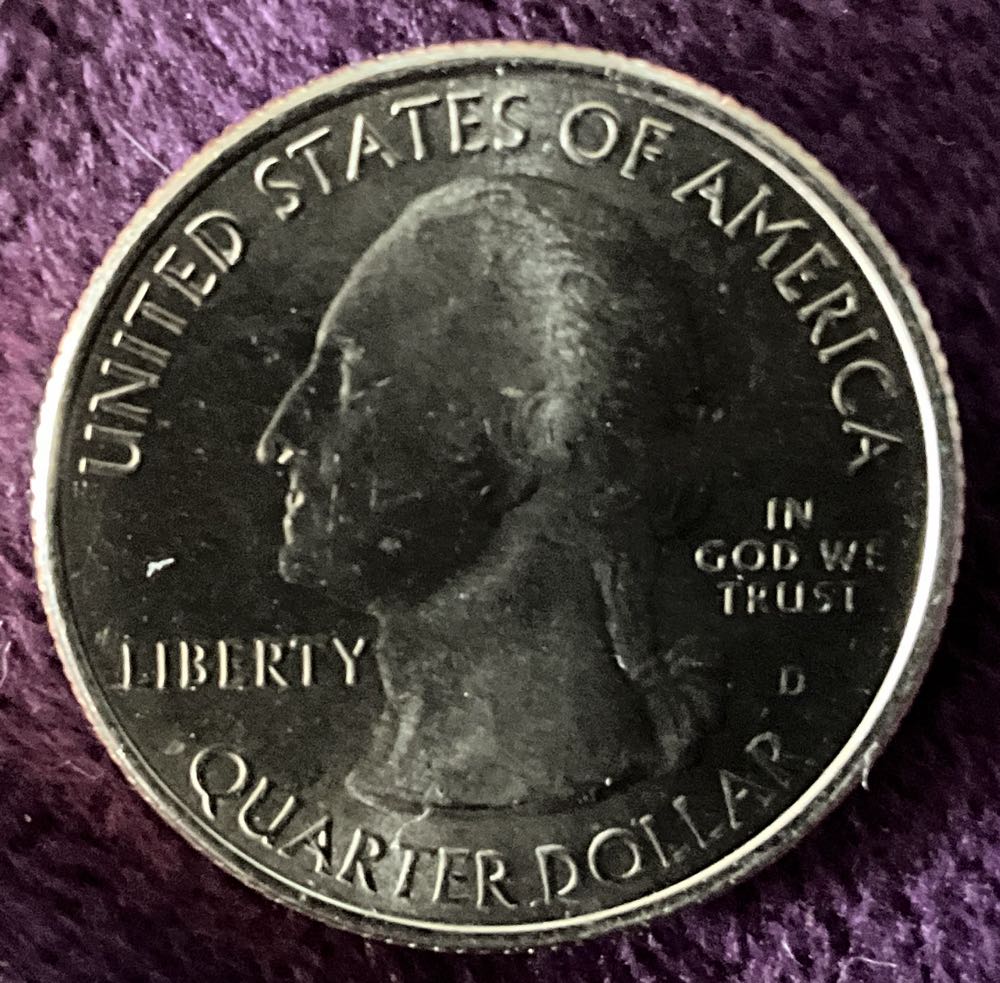 UNITED STATES OF AMERICA
IN
GOD WE
TRUST
LIBERTY
D
QUARTER DOLLAR